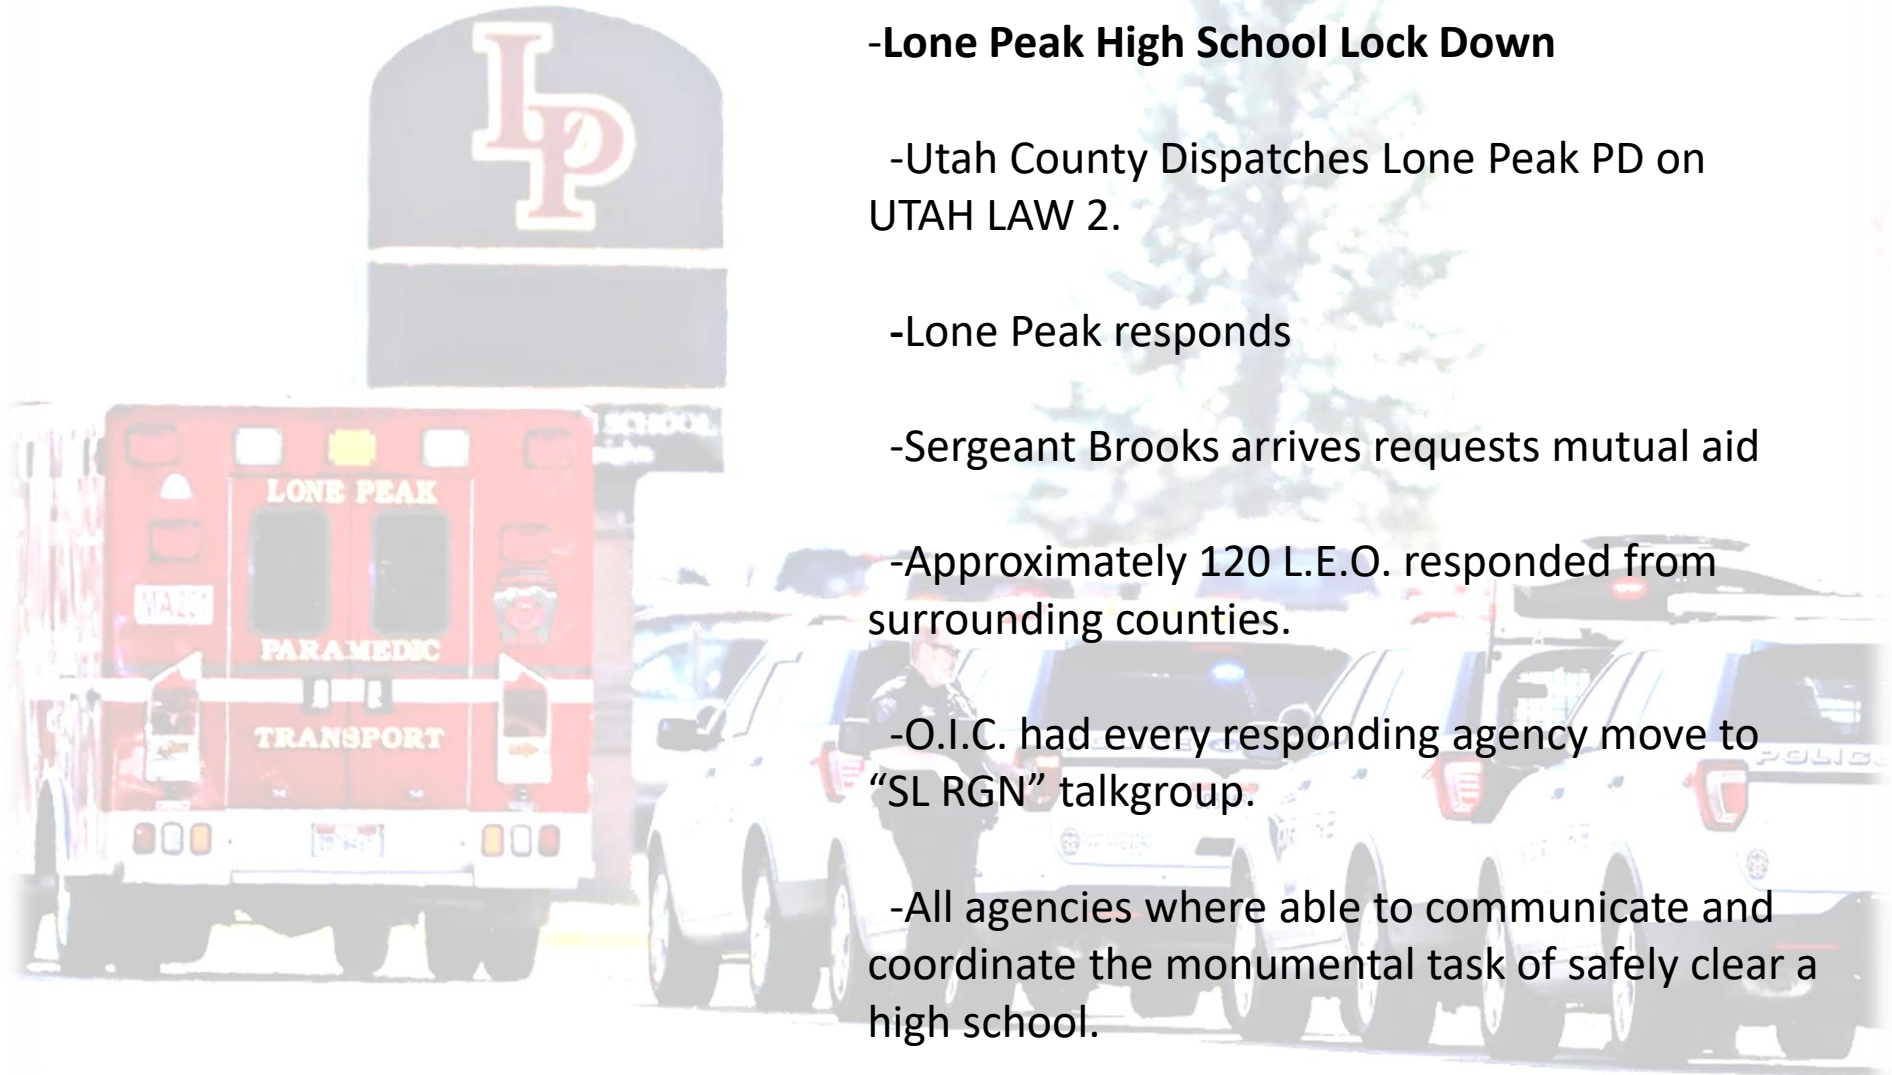 LP
-Lone Peak High School Lock Down
-Utah County Dispatches Lone Peak PD on
UTAH LAW 2.
-Lone Peak responds
-Sergeant Brooks arrives requests mutual aid
-Approximately 120 L.E.O. responded from
surrounding counties.
-O.I.C. had every responding agency move to
“SL RGN” talkgroup.
-All agencies where able to communicate and
coordinate the monumental task of safely clear a
high school.
SCHOOL
LONE PEAK
PARAMEDIC
TRANSPORT
POLICE